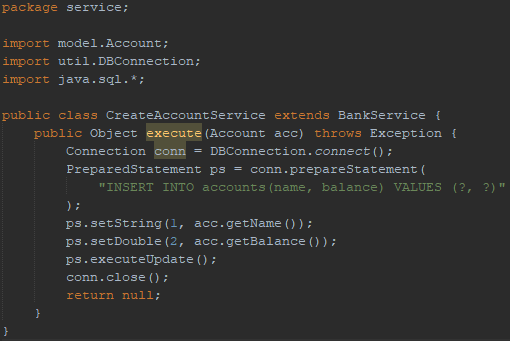 package service;
import model.Account;
import util.DBConnection;
import java.sql.*;
public class CreateAccountService extends BankService {
public Object execute(Account acc) throws Exception {
Connection conn = DBConnection.connect();
PreparedStatement ps = conn.prepareStatement(
"INSERT INTO accounts(name, balance) VALUES (?, ?)"
);
ps.setString(1, acc.getName());
ps.setDouble(2, acc.getBalance());
ps.executeUpdate();
conn.close();
return null;
}
}